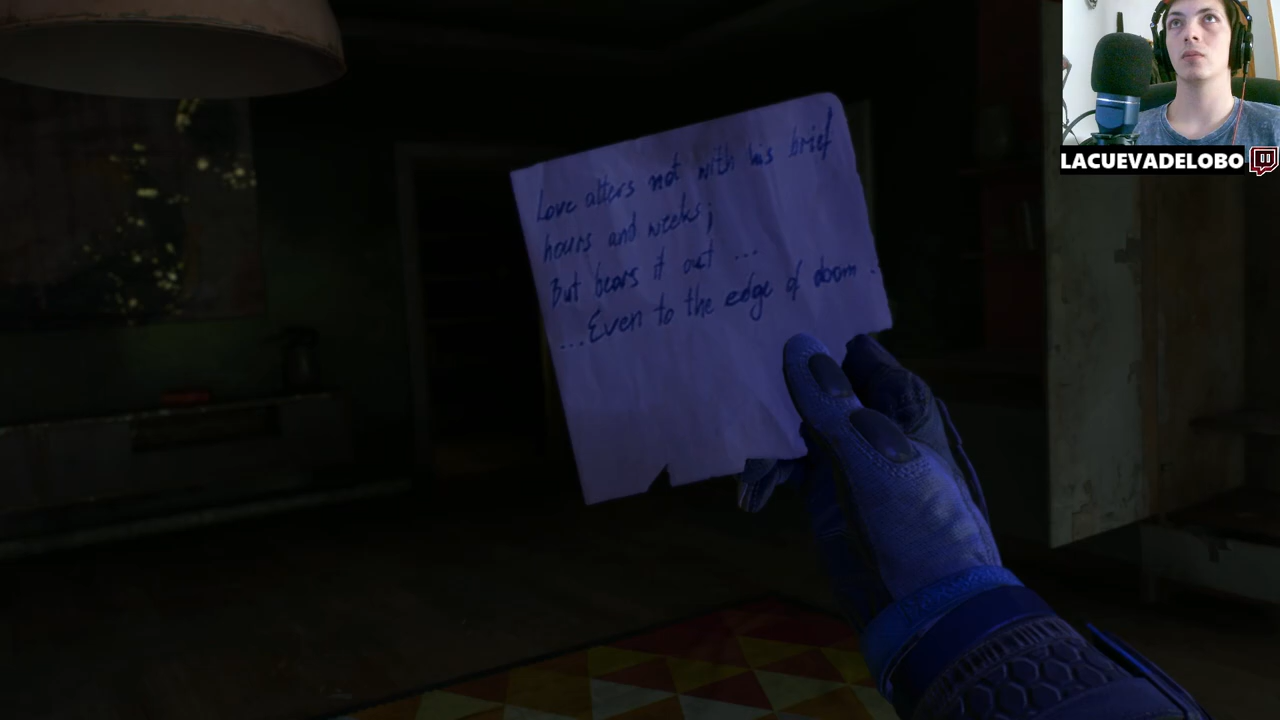 Love alters not with his brief
hours and weeks;
But bears it out ...
...Even to the edge of doom.
LACUEVADELOBO